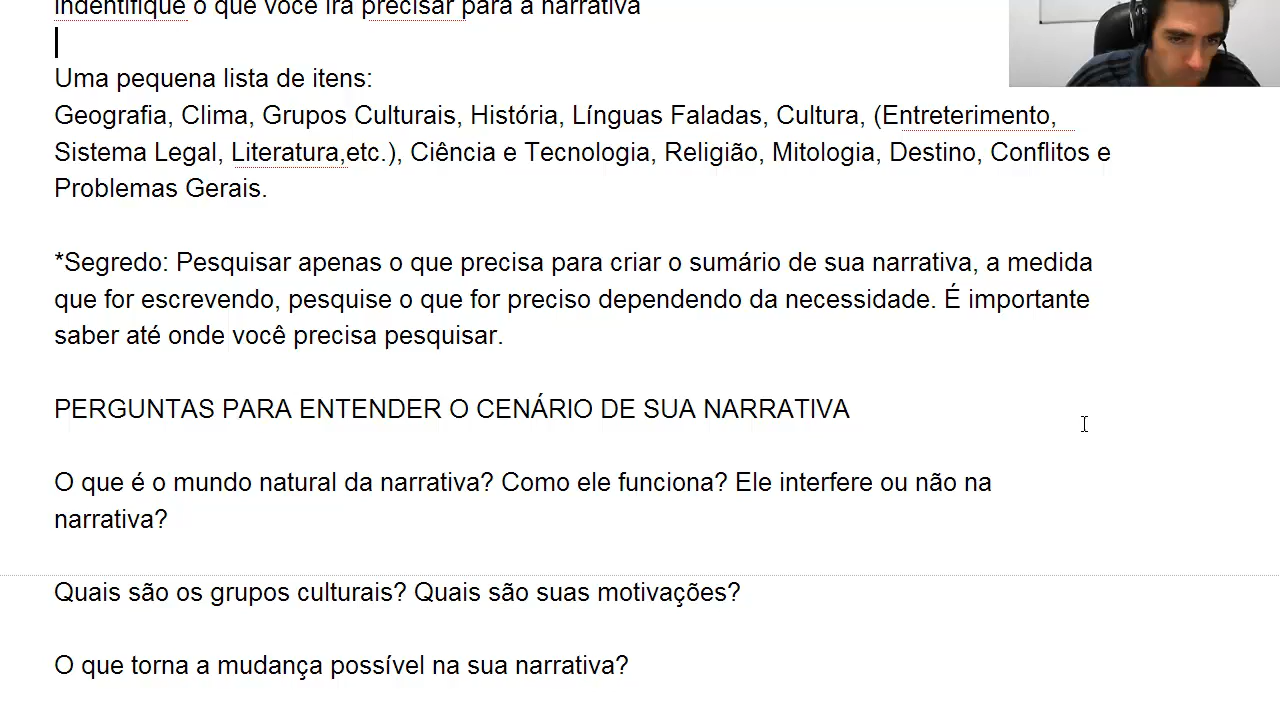 indentifique o que você irá precisar para a narrativa
Uma pequena lista de itens:
Geografia, Clima, Grupos Culturais, História, Línguas Faladas, Cultura, (Entreterimento,
Sistema Legal, Literatura,etc.), Ciência e Tecnologia, Religião, Mitologia, Destino, Conflitos e
Problemas Gerais.
*Segredo: Pesquisar apenas o que precisa para criar o sumário de sua narrativa, a medida
que for escrevendo, pesquise o que for preciso dependendo da necessidade. É importante
saber até onde você precisa pesquisar.
PERGUNTAS PARA ENTENDER O CENÁRIO DE SUA NARRATIVA
O que é o mundo natural da narrativa? Como ele funciona? Ele interfere ou não na
narrativa?
Quais são os grupos culturais? Quais são suas motivações?
O que torna a mudança possível na sua narrativa?